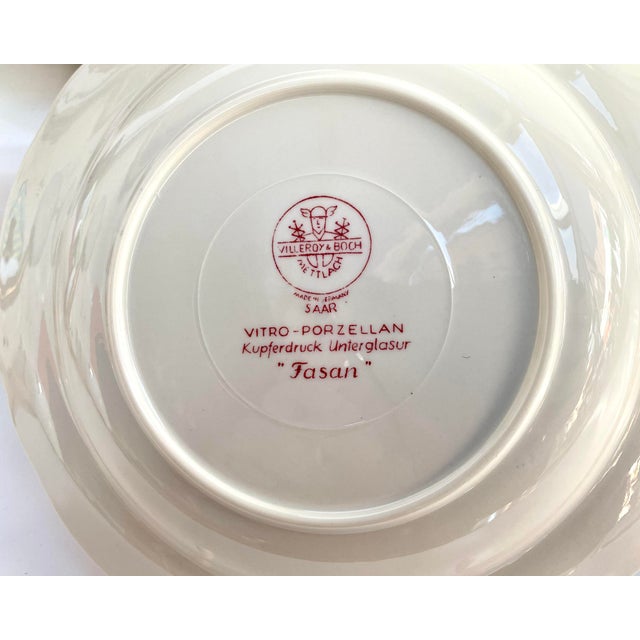 VILLEROY & BOCH
METTLACH
MADE IN GERMANY
SAAR
VITRO-PORZELLAN
Kupferdruck Unterglasur
"Fasan"